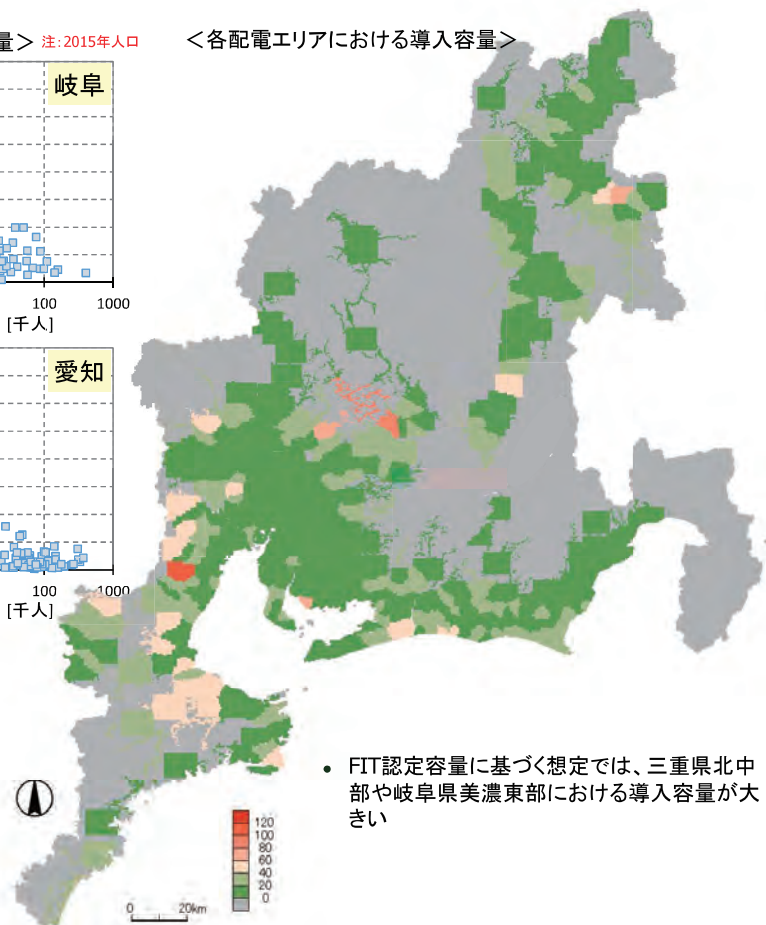 量＞ 注:2015年人口
＜各配電エリアにおける導入容量＞
岐阜
100 1000
[千人]
愛知
100 1000
[千人]
• FIT認定容量に基づく想定では、三重県北中
部や岐阜県美濃東部における導入容量が大
きい
120
100
80
60
40
20
0
0 20km